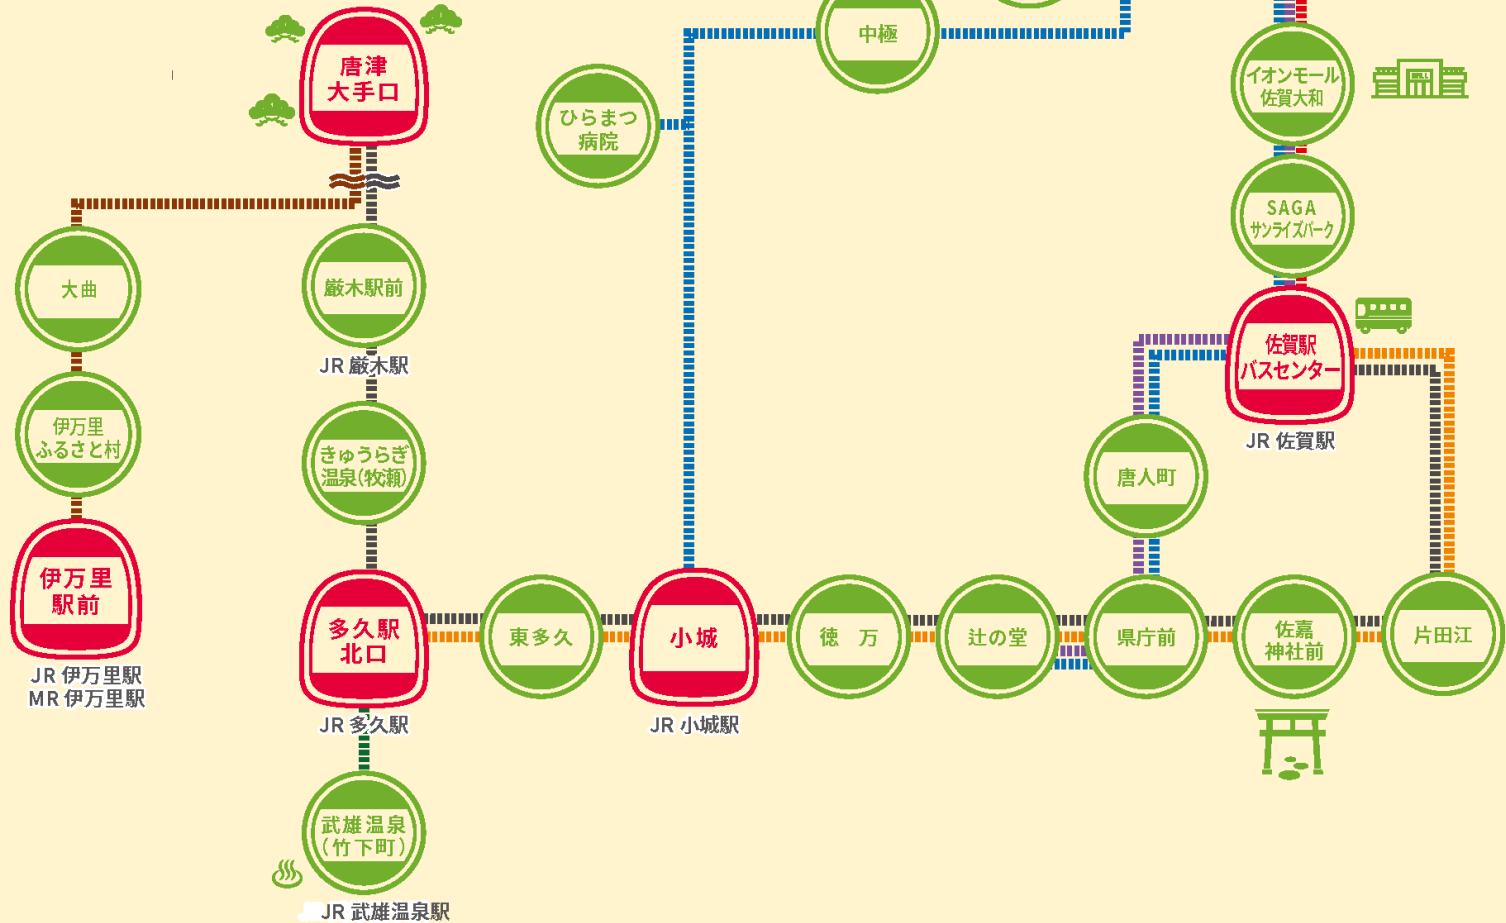 唐津
大手口
中極
ひらまつ
病院
イオンモール
佐賀大和
SAGA
サンライズパーク
大曲
厳木駅前
JR 厳木駅
佐賀駅
バスセンター
JR 佐賀駅
伊万里
ふるさと村
きゅうらぎ
温泉(牧瀬)
唐人町
伊万里
駅前
JR 伊万里駅
MR 伊万里駅
多久駅
北口
JR 多久駅
東多久
小城
JR 小城駅
徳 万
辻の堂
県庁前
佐嘉
神社前
片田江
武雄温泉
(竹下町)
JR 武雄温泉駅